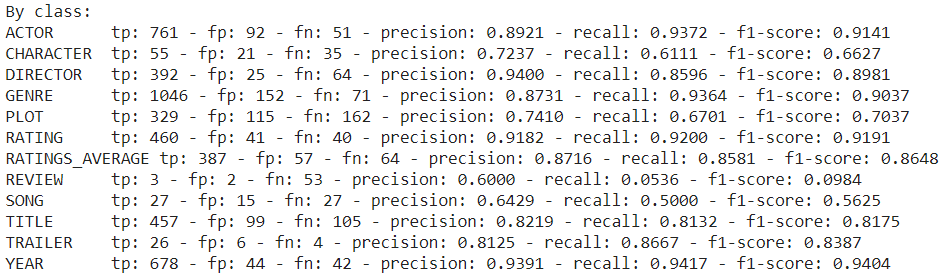 By class:
ACTOR tp: 761 - fp: 92 - fn: 51 - precision: 0.8921 - recall: 0.9372 - f1-score: 0.9141
CHARACTER tp: 55 - fp: 21 - fn: 35 - precision: 0.7237 - recall: 0.6111 - f1-score: 0.6627
DIRECTOR tp: 392 - fp: 25 - fn: 64 - precision: 0.9400 - recall: 0.8596 - f1-score: 0.8981
GENRE tp: 1046 - fp: 152 - fn: 71 - precision: 0.8731 - recall: 0.9364 - f1-score: 0.9037
PLOT tp: 329 - fp: 115 - fn: 162 - precision: 0.7410 - recall: 0.6701 - f1-score: 0.7037
RATING tp: 460 - fp: 41 - fn: 40 - precision: 0.9182 - recall: 0.9200 - f1-score: 0.9191
RATINGS_AVERAGE tp: 387 - fp: 57 - fn: 64 - precision: 0.8716 - recall: 0.8581 - f1-score: 0.8648
REVIEW tp: 3 - fp: 2 - fn: 53 - precision: 0.6000 - recall: 0.0536 - f1-score: 0.0984
SONG tp: 27 - fp: 15 - fn: 27 - precision: 0.6429 - recall: 0.5000 - f1-score: 0.5625
TITLE tp: 457 - fp: 99 - fn: 105 - precision: 0.8219 - recall: 0.8132 - f1-score: 0.8175
TRAILER tp: 26 - fp: 6 - fn: 4 - precision: 0.8125 - recall: 0.8667 - f1-score: 0.8387
YEAR tp: 678 - fp: 44 - fn: 42 - precision: 0.9391 - recall: 0.9417 - f1-score: 0.9404